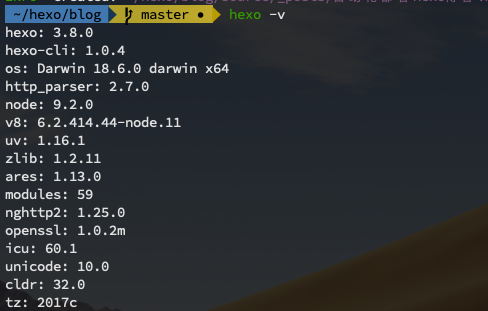 ~/hexo/blog master ● hexo -v
hexo: 3.8.0
hexo-cli: 1.0.4
os: Darwin 18.6.0 darwin x64
http_parser: 2.7.0
node: 9.2.0
v8: 6.2.414.44-node.11
uv: 1.16.1
zlib: 1.2.11
ares: 1.13.0
modules: 59
nghttp2: 1.25.0
openssl: 1.0.2m
icu: 60.1
unicode: 10.0
cldr: 32.0
tz: 2017c